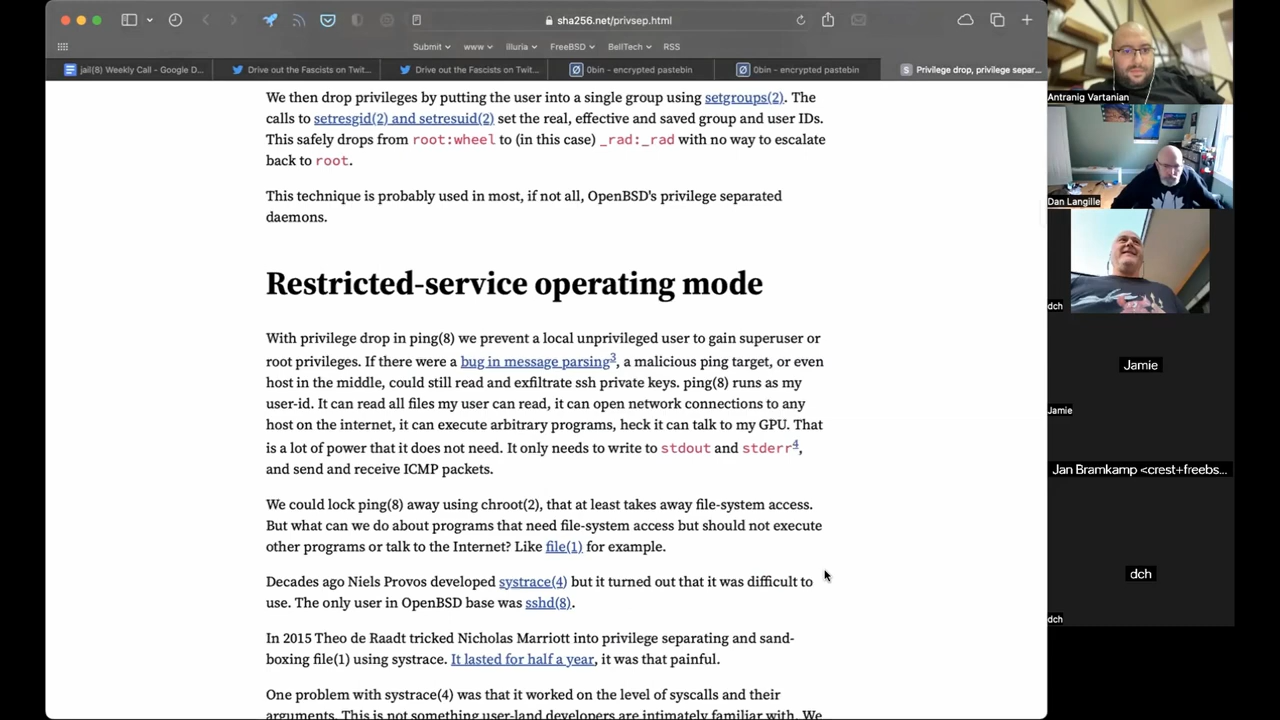 sha256.net/privsep.html
Submit
www
illuria
FreeBSD
BellTech
RSS
jail(8) Weekly Call - Google D...
Drive out the Fascists on Twit...
Drive out the Fascists on Twit...
0bin - encrypted pastebin
0bin - encrypted pastebin
S
Privilege drop, privilege separ...
We then drop privileges by putting the user into a single group using setgroups(2). The
calls to setresgid(2) and setresuid(2) set the real, effective and saved group and user IDs.
This safely drops from root:wheel to (in this case) _rad:_rad with no way to escalate
back to root.
This technique is probably used in most, if not all, OpenBSD's privilege separated
daemons.
Restricted-service operating mode
With privilege drop in ping(8) we prevent a local unprivileged user to gain superuser or
root privileges. If there were a bug in message parsing3, a malicious ping target, or even
host in the middle, could still read and exfiltrate ssh private keys. ping(8) runs as my
user-id. It can read all files my user can read, it can open network connections to any
host on the internet, it can execute arbitrary programs, heck it can talk to my GPU. That
is a lot of power that it does not need. It only needs to write to stdout and stderr4,
and send and receive ICMP packets.
We could lock ping(8) away using chroot(2), that at least takes away file-system access.
But what can we do about programs that need file-system access but should not execute
other programs or talk to the Internet? Like file(1) for example.
Decades ago Niels Provos developed systrace(4) but it turned out that it was difficult to
use. The only user in OpenBSD base was sshd(8).
In 2015 Theo de Raadt tricked Nicholas Marriott into privilege separating and sand-
boxing file(1) using systrace. It lasted for half a year, it was that painful.
One problem with systrace(4) was that it worked on the level of syscalls and their
arguments. This is not something user-land developers are intimately familiar with. We
Antranig Vartanian
Dan Langille
dch
Jamie
Jamie
Jan Bramkamp <crest+freebs...
dch
dch